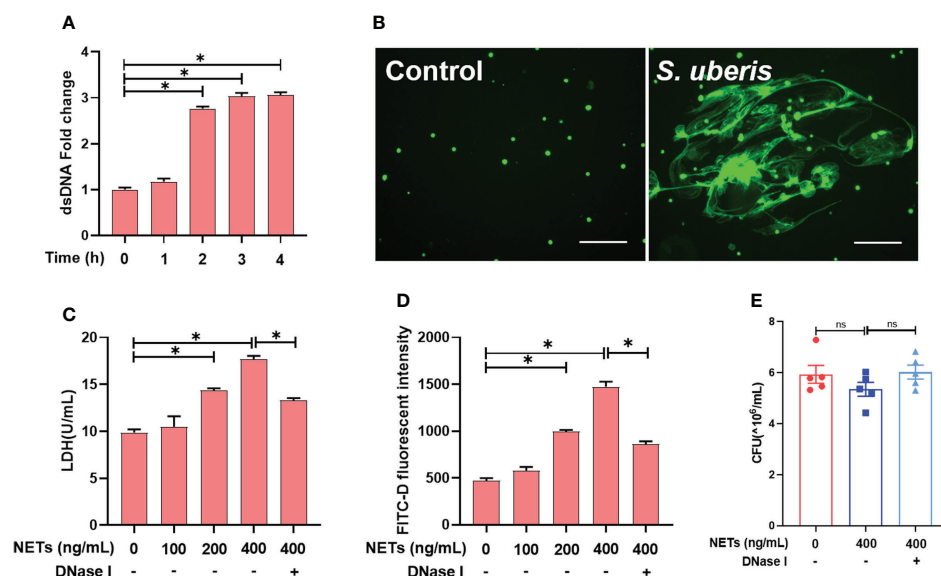 A
dsDNA Fold change
4
3
2
1
0
* 
*
*
Time (h) 0 1 2 3 4
B
Control
S. uberis
C
LDH(U/mL)
20
15
10
5
0
*
*
*
NETs (ng/mL) 0 100 200 400 400
DNase I - - - - +
D
FITC-D fluorescent intensity
2000
1500
1000
500
0
*
*
*
NETs (ng/mL) 0 100 200 400 400
DNase I - - - - +
E
CFU(^10⁶/mL)
8
6
4
2
0
ns ns
NETs (ng/mL) 0 400 400
DNase I - - +